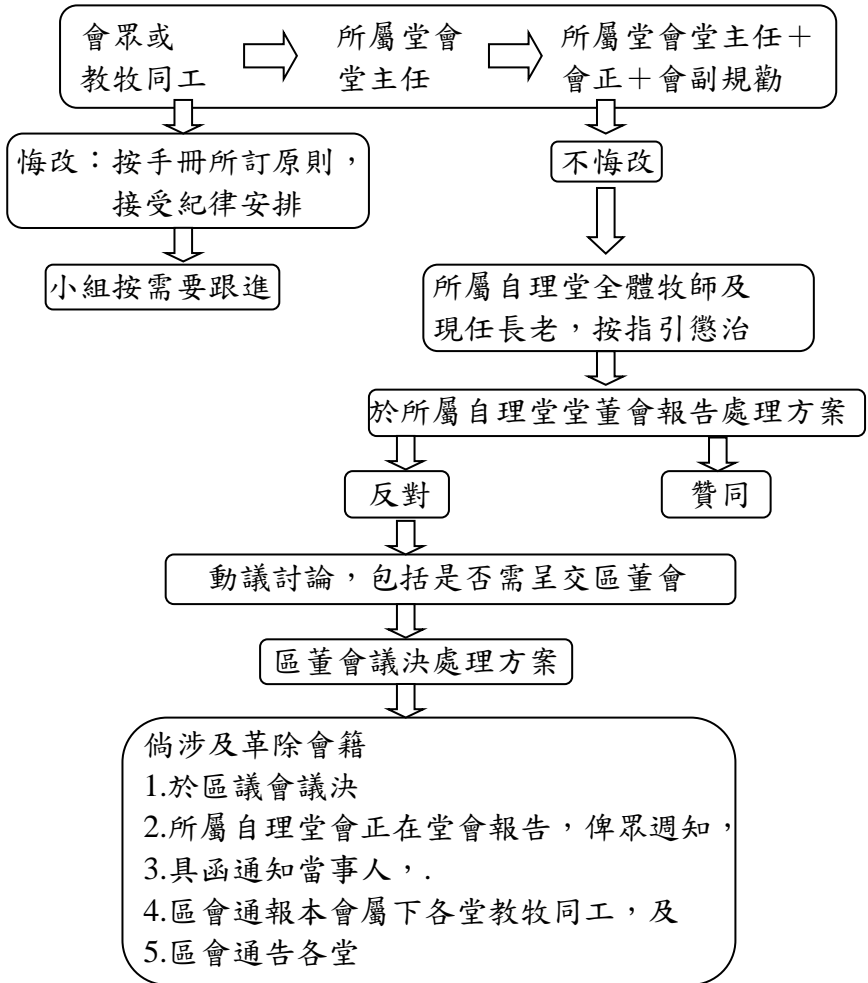 會眾或
教牧同工
所屬堂會
堂主任
所屬堂會堂主任＋
會正＋會副規勸
悔改：按手冊所訂原則，
接受紀律安排
不悔改
小組按需要跟進
所屬自理堂全體牧師及
現任長老，按指引懲治
於所屬自理堂堂董會報告處理方案
反對
贊同
動議討論，包括是否需呈交區董會
區董會議決處理方案
倘涉及革除會籍
1.於區議會議決
2.所屬自理堂會正在堂會報告，俾眾週知，
3.具函通知當事人，.
4.區會通報本會屬下各堂教牧同工，及
5.區會通告各堂